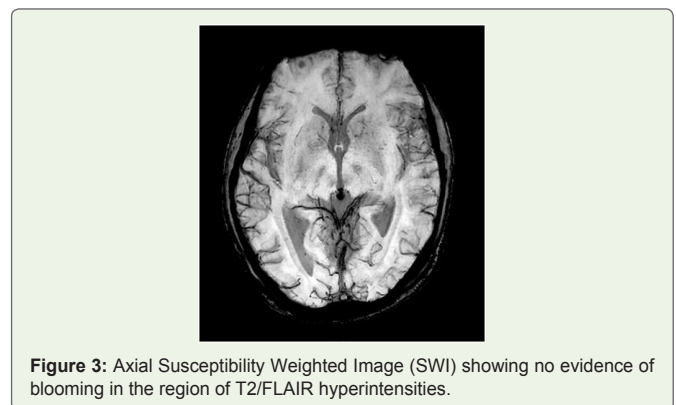 Figure 3: Axial Susceptibility Weighted Image (SWI) showing no evidence of
blooming in the region of T2/FLAIR hyperintensities.